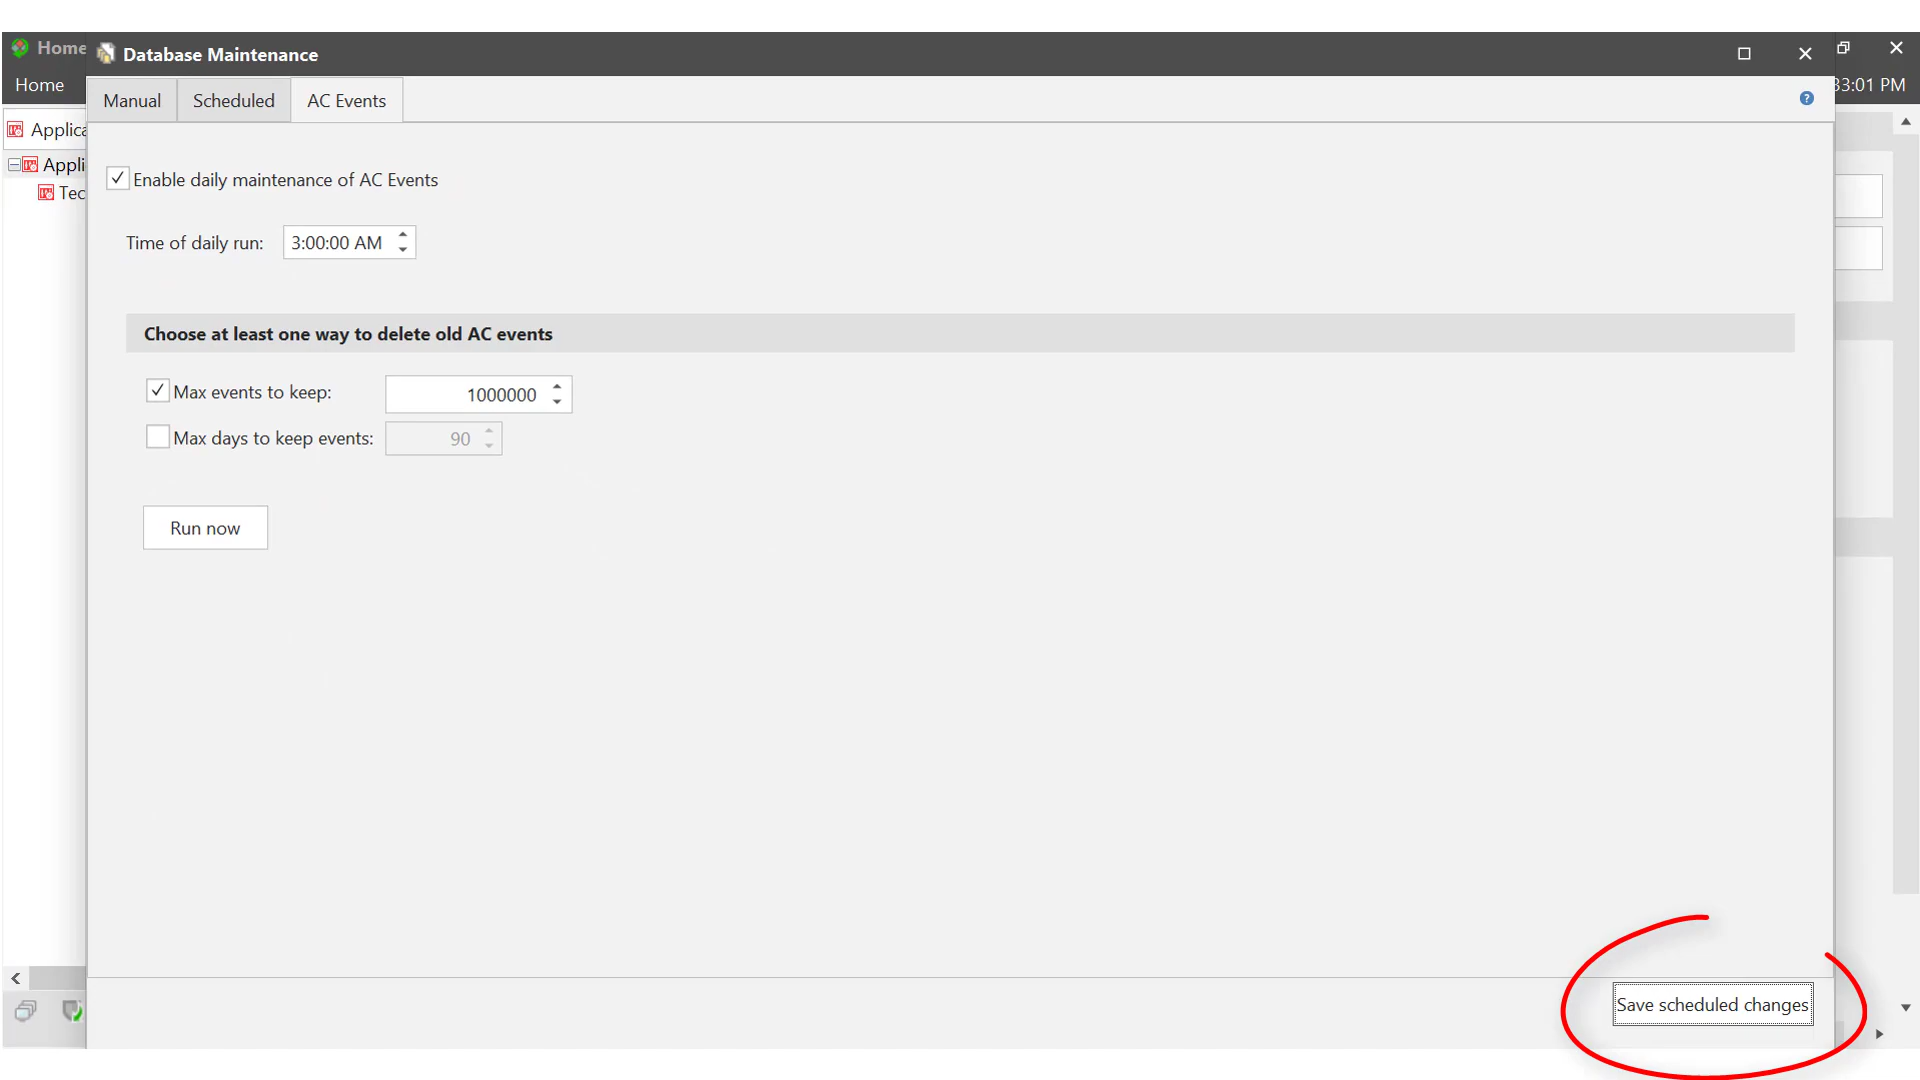 Home
Database Maintenance
Home
33:01 PM
Manual
Scheduled
AC Events
?
Applica
Appli
Tec
Enable daily maintenance of AC Events
Time of daily run: 3:00:00 AM
Choose at least one way to delete old AC events
Max events to keep: 1000000
Max days to keep events: 90
Run now
Save scheduled changes